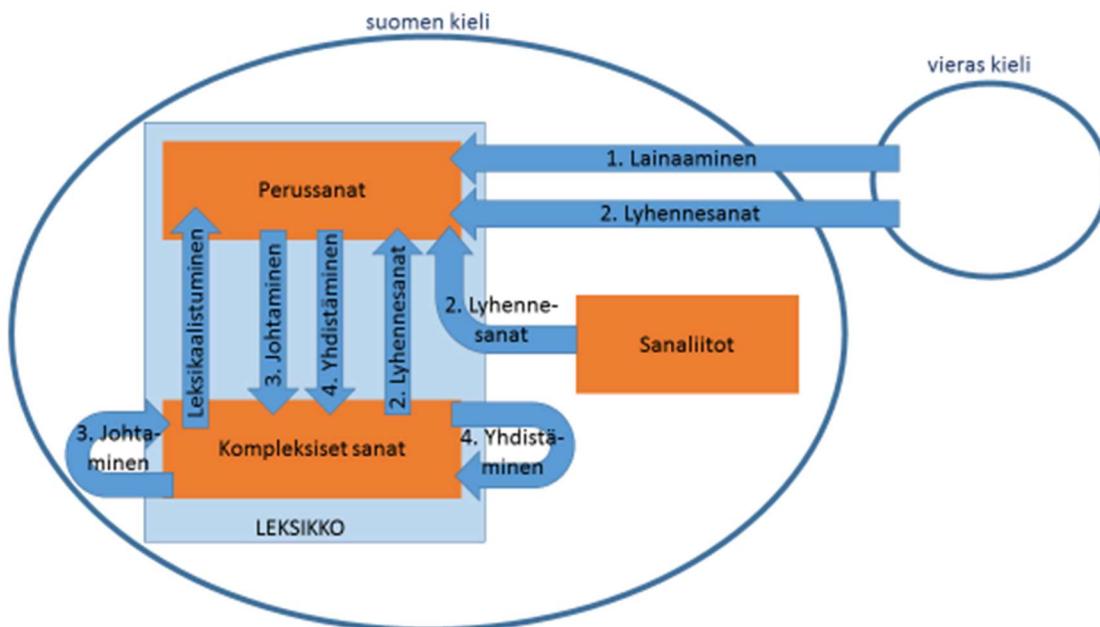 suomen kieli
vieras kieli
1. Lainaaminen
Perussanat
2. Lyhennesanat
Leksikaalistuminen
3. Johtaminen
4. Yhdistäminen
2. Lyhennesanat
2. Lyhenne-
sanat
Sanaliitot
3. Johta-
minen
Kompleksiset sanat
4. Yhdistä-
minen
LEKSIKKO